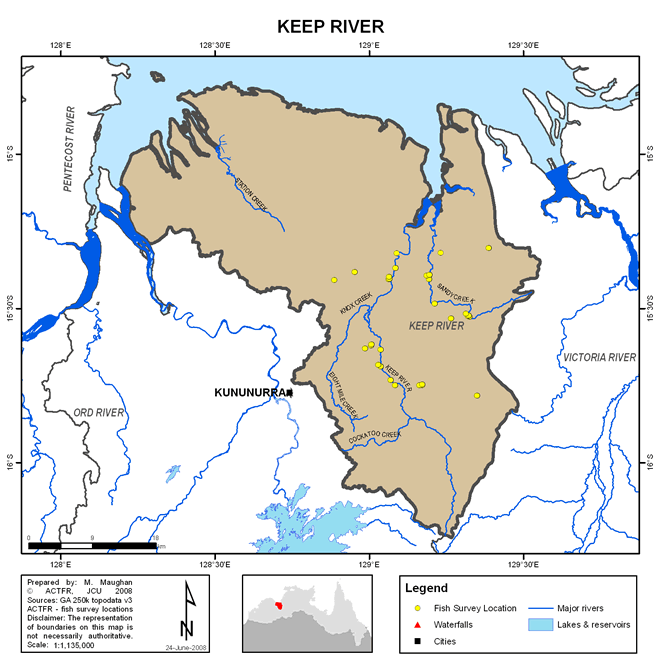 KEEP RIVER
128°E
128°30'E
129°E
129°30'E
PENTECOST RIVER
15°S
15°S
STATION CREEK
SANDY CREEK
15°30'S
15°30'S
KNOX CREEK
KEEP RIVER
VICTORIA RIVER
KEEP RIVER
EIGHT MILE CREEK
KUNUNURRA
ORD RIVER
COCKATOO CREEK
16°S
16°S
0
9
18
km
128°E
128°30'E
129°E
129°30'E
Prepared by: M. Maughan
© ACTFR, JCU 2008
Sources: GA 250k topodata v3
ACTFR - fish survey locations
Disclaimer: The representation
of boundaries on this map is
not necessarily authoritative.
Scale: 1:1,135,000
N
24-June-2008
Legend
Fish Survey Location
Major rivers
Waterfalls
Lakes & reservoirs
Cities